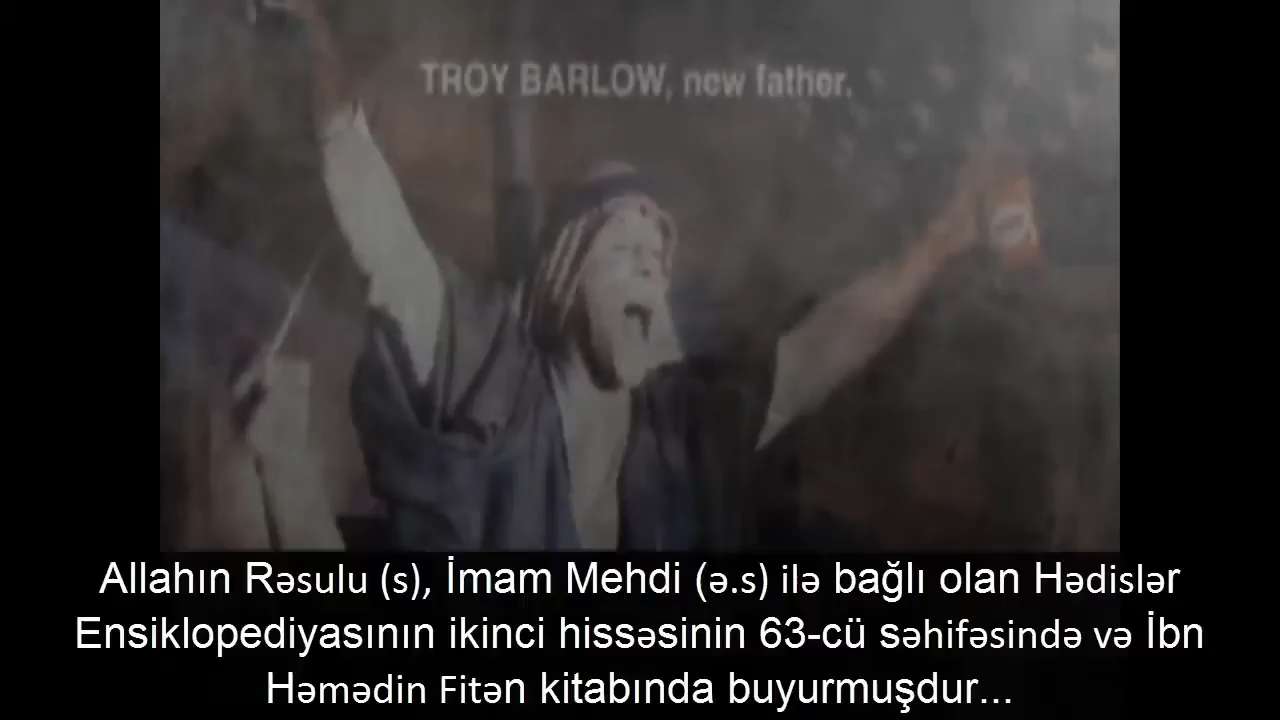 TROY BARLOW, new father.
Allahın Rəsulu (s), İmam Mehdi (ə.s) ilə bağlı olan Hədislər
Ensiklopediyasının ikinci hissəsinin 63-cü səhifəsində və İbn
Həmədin Fitən kitabında buyurmuşdur...